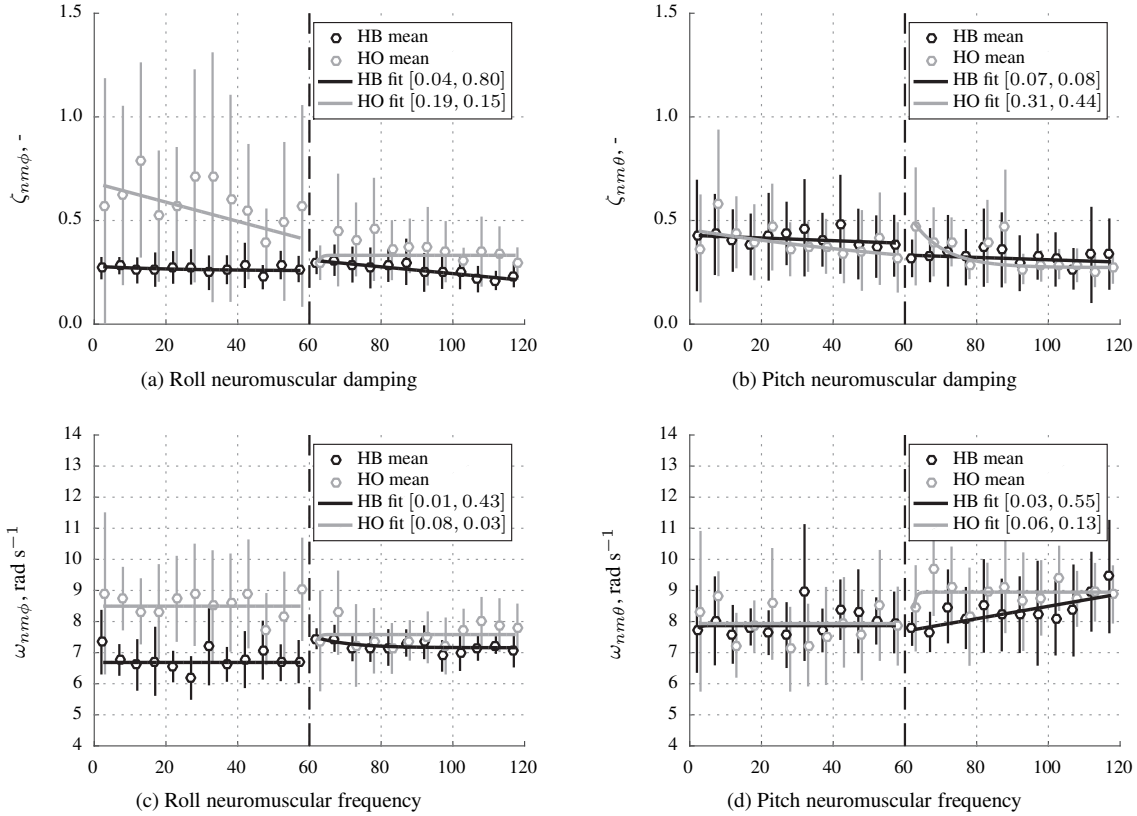 1.5
1.0
0.5
0.0
ζnmϕ, -
HB mean
HO mean
HB fit [0.04, 0.80]
HO fit [0.19, 0.15]
0 20 40 60 80 100 120
(a) Roll neuromuscular damping
1.5
1.0
0.5
0.0
ζnmθ, -
HB mean
HO mean
HB fit [0.07, 0.08]
HO fit [0.31, 0.44]
0 20 40 60 80 100 120
(b) Pitch neuromuscular damping
14
13
12
11
10
9
8
7
6
5
4
ωnmϕ, rad s−1
HB mean
HO mean
HB fit [0.01, 0.43]
HO fit [0.08, 0.03]
0 20 40 60 80 100 120
(c) Roll neuromuscular frequency
14
13
12
11
10
9
8
7
6
5
4
ωnmθ, rad s−1
HB mean
HO mean
HB fit [0.03, 0.55]
HO fit [0.06, 0.13]
0 20 40 60 80 100 120
(d) Pitch neuromuscular frequency